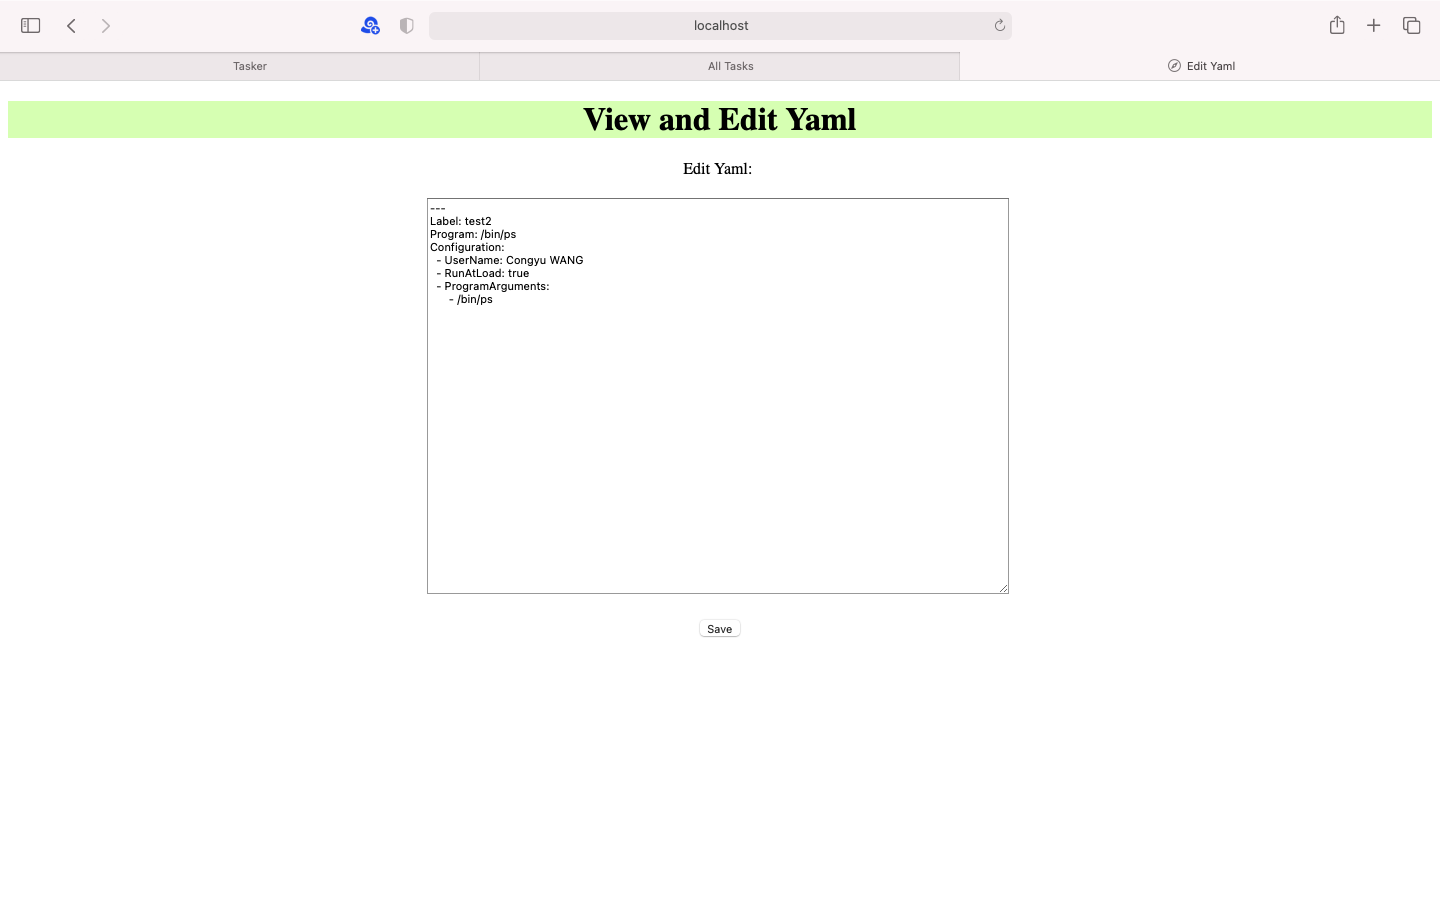 localhost
Tasker
All Tasks
Edit Yaml
View and Edit Yaml
Edit Yaml:
---
Label: test2
Program: /bin/ps
Configuration:
  - UserName: Congyu WANG
  - RunAtLoad: true
  - ProgramArguments:
      - /bin/ps
Save